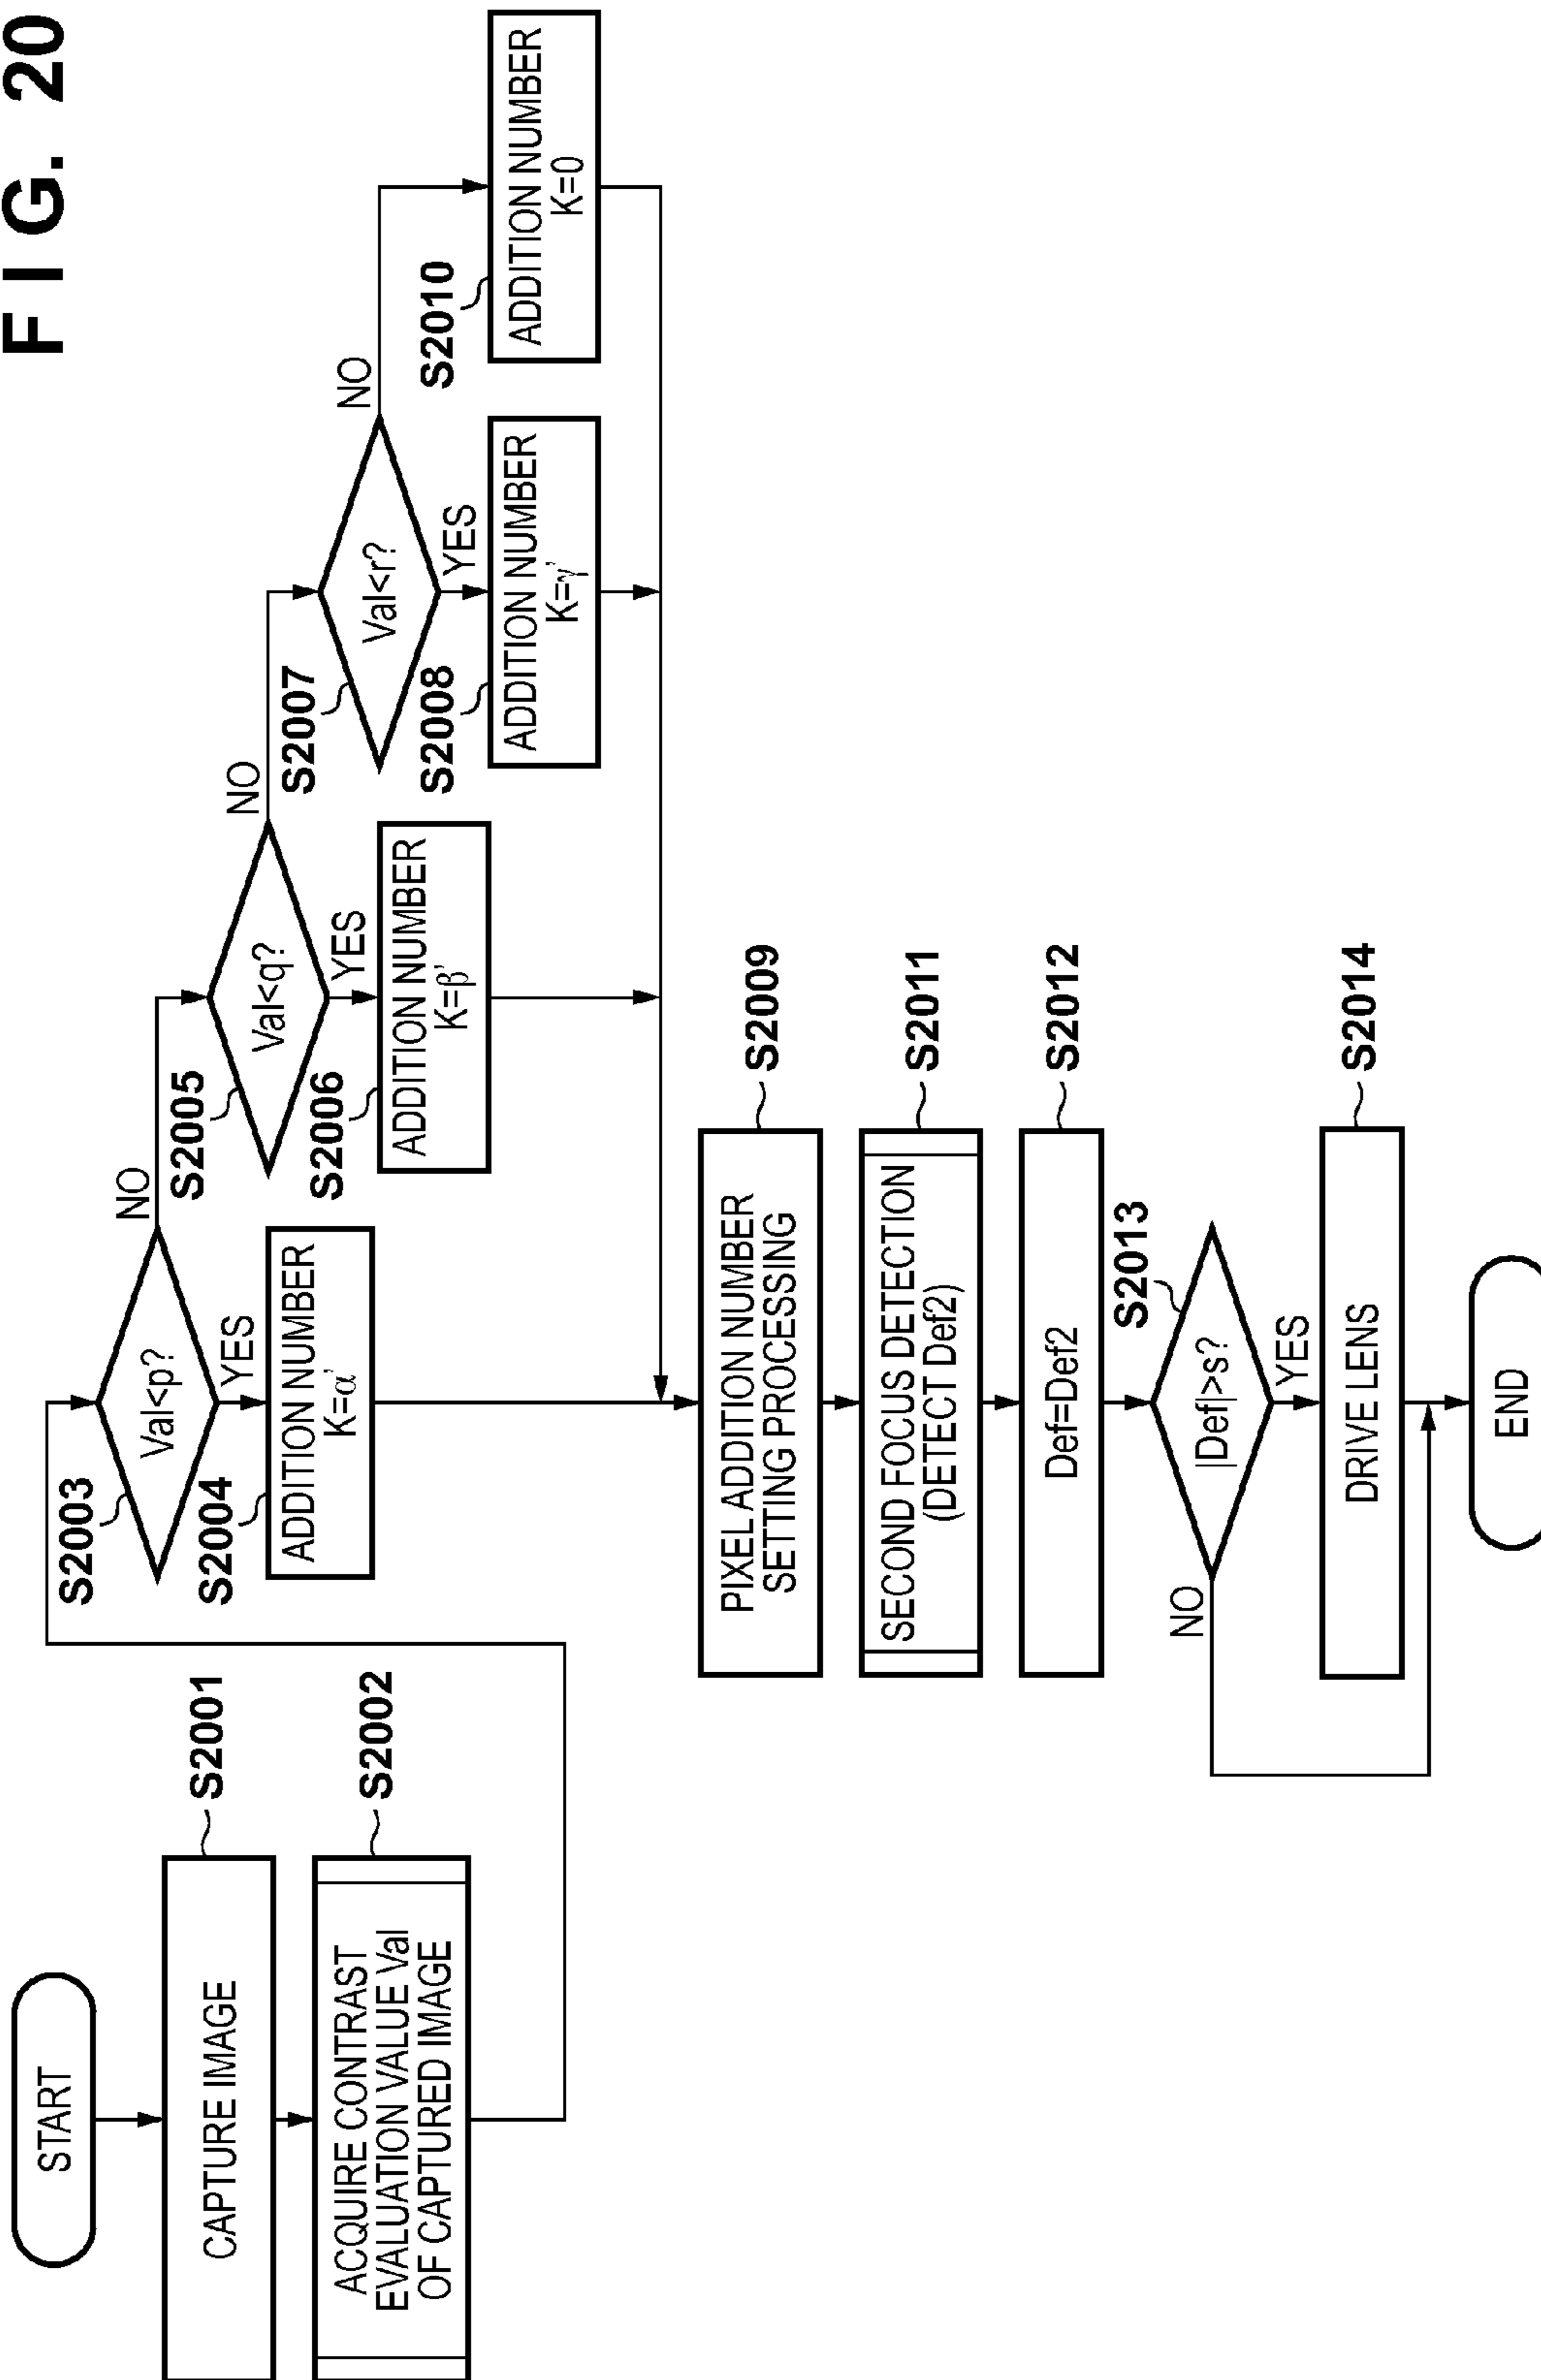 FIG. 20
START
CAPTURE IMAGE
S2001
ACQUIRE CONTRAST
EVALUATION VALUE Val
OF CAPTURED IMAGE
S2002
S2003
Val<p?
NO
YES
S2004
ADDITION NUMBER
K=α'
S2005
Val<q?
NO
YES
S2006
ADDITION NUMBER
K=β'
S2007
Val<r?
NO
YES
S2008
ADDITION NUMBER
K=γ'
S2010
ADDITION NUMBER
K=0
PIXEL ADDITION NUMBER
SETTING PROCESSING
S2009
SECOND FOCUS DETECTION
(DETECT Def2)
S2011
Def=Def2
S2012
S2013
|Def|>s?
NO
YES
DRIVE LENS
S2014
END